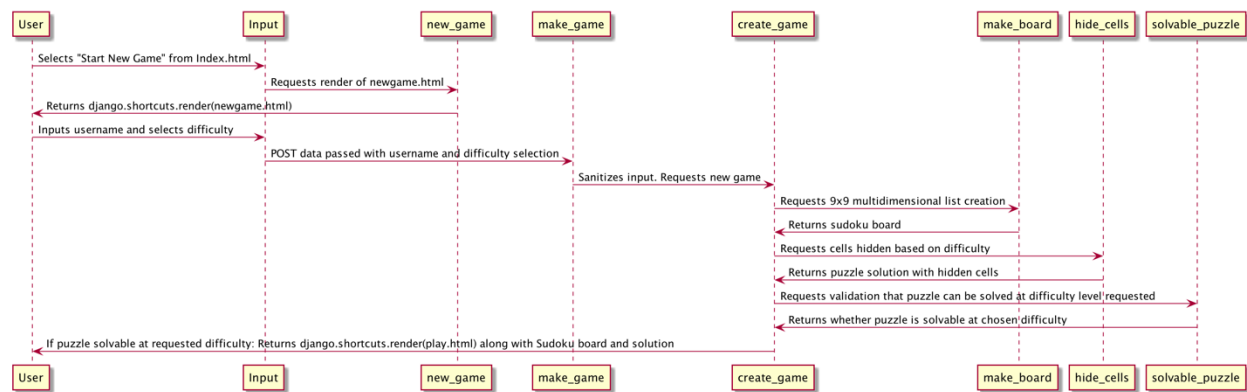 User Input new_game make_game create_game make_board hide_cells solvable_puzzle
Selects "Start New Game" from Index.html
Requests render of newgame.html
Returns django.shortcuts.render(newgame.html)
Inputs username and selects difficulty
POST data passed with username and difficulty selection
Sanitizes input. Requests new game
Requests 9x9 multidimensional list creation
Returns sudoku board
Requests cells hidden based on difficulty
Returns puzzle solution with hidden cells
Requests validation that puzzle can be solved at difficulty level requested
Returns whether puzzle is solvable at chosen difficulty
If puzzle solvable at requested difficulty: Returns django.shortcuts.render(play.html) along with Sudoku board and solution
User Input new_game make_game create_game make_board hide_cells solvable_puzzle